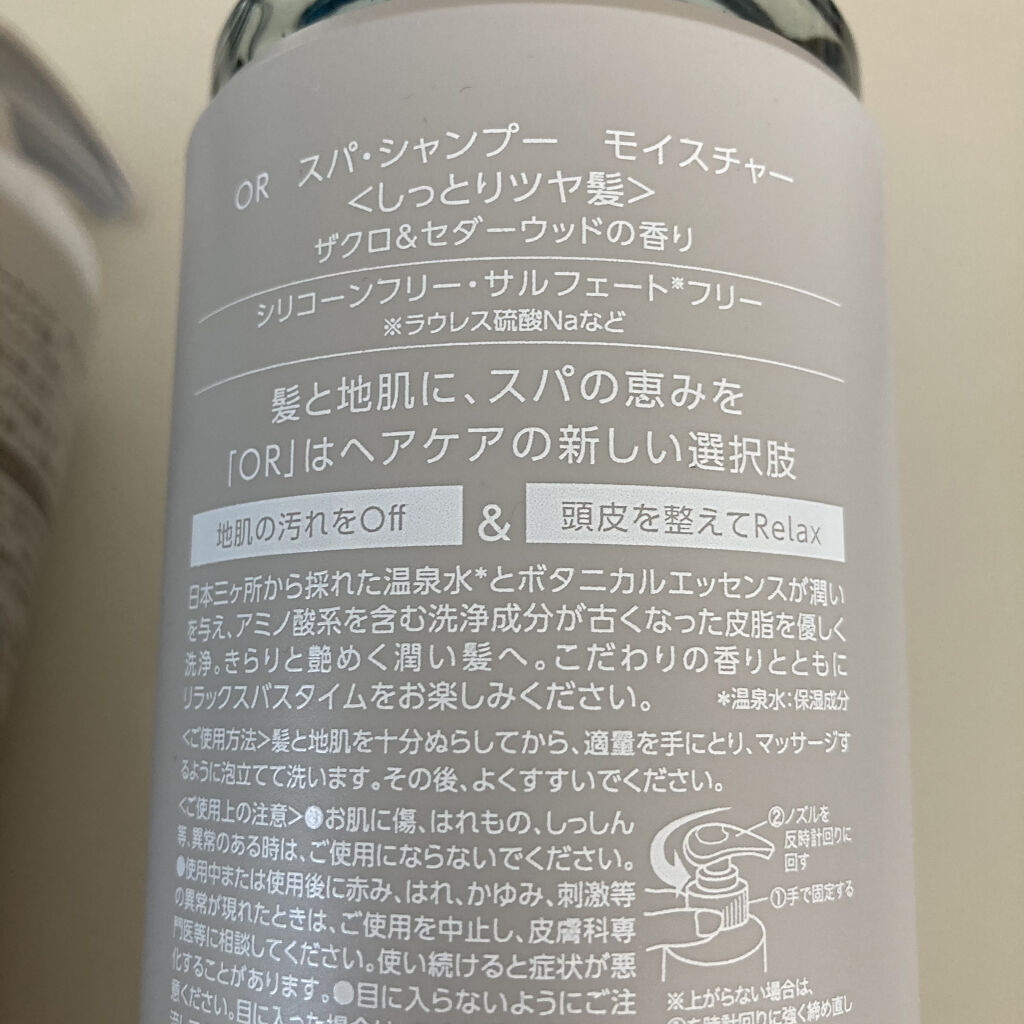 OR スパ・シャンプー モイスチャー
<しっとりツヤ髪>
ザクロ&セダーウッドの香り
シリコーンフリー・サルフェート※フリー
※ラウレス硫酸Naなど
髪と地肌に、スパの恵みを
「OR」はヘアケアの新しい選択肢
地肌の汚れをOff & 頭皮を整えてRelax
日本三ヶ所から採れた温泉水*とボタニカルエッセンスが潤い
を与え、アミノ酸系を含む洗浄成分が古くなった皮脂を優しく
洗浄。きらりと艶めく潤い髪へ。こだわりの香りとともに
リラックスバスタイムをお楽しみください。 *温泉水:保湿成分
<ご使用方法>髪と地肌を十分ぬらしてから、適量を手にとり、マッサージす
るように泡立てて洗います。その後、よくすすいでください。
<ご使用上の注意>●お肌に傷、はれもの、しっしん
等、異常のある時は、ご使用にならないでください。
●使用中または使用後に赤み、はれ、かゆみ、刺激等
の異常が現れたときは、ご使用を中止し、皮膚科専
門医等に相談してください。使い続けると症状が悪
化することがあります。●目に入らないようにご注
意ください。目に入った場合は
②ノズルを
反時計回りに
回す
①手で固定する
※上がらない場合は、
時計回りに強く締め直し